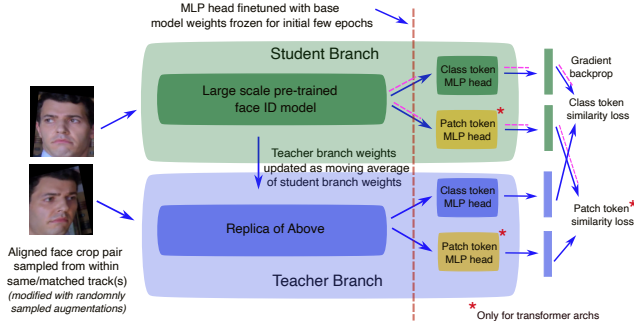 MLP head finetuned with base
model weights frozen for initial few epochs
Student Branch
Large scale pre-trained
face ID model
Class token
MLP head
Patch token
MLP head
*
Gradient
backprop
Class token
similarity loss
Teacher branch weights
updated as moving average
of student branch weights
Replica of Above
Class token
MLP head
Patch token
MLP head
*
Patch token*
similarity loss
Teacher Branch
Aligned face crop pair
sampled from within
same/matched track(s)
(modified with randomly
sampled augmentations)
*Only for transformer archs